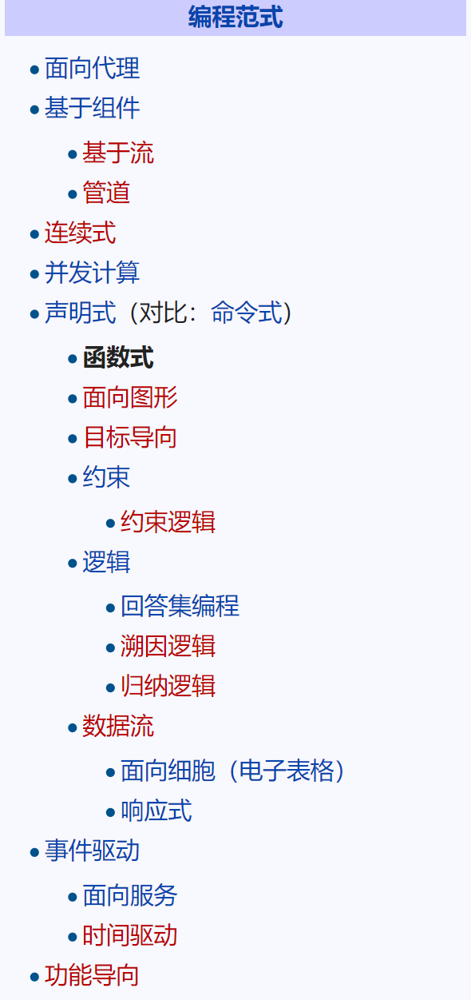 编程范式
面向代理
基于组件
基于流
管道
连续式
并发计算
声明式（对比：命令式）
函数式
面向图形
目标导向
约束
约束逻辑
逻辑
回答集编程
溯因逻辑
归纳逻辑
数据流
面向细胞（电子表格）
响应式
事件驱动
面向服务
时间驱动
功能导向